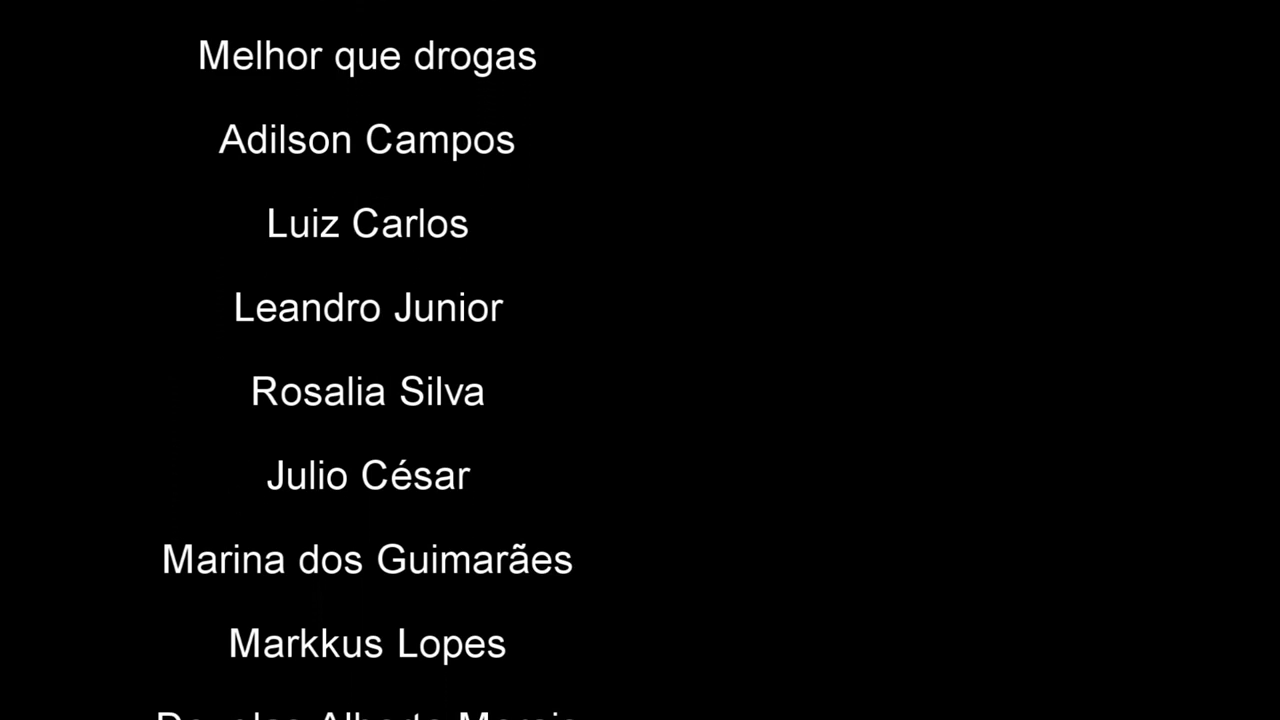 Melhor que drogas
Adilson Campos
Luiz Carlos
Leandro Junior
Rosalia Silva
Julio César
Marina dos Guimarães
Markkus Lopes